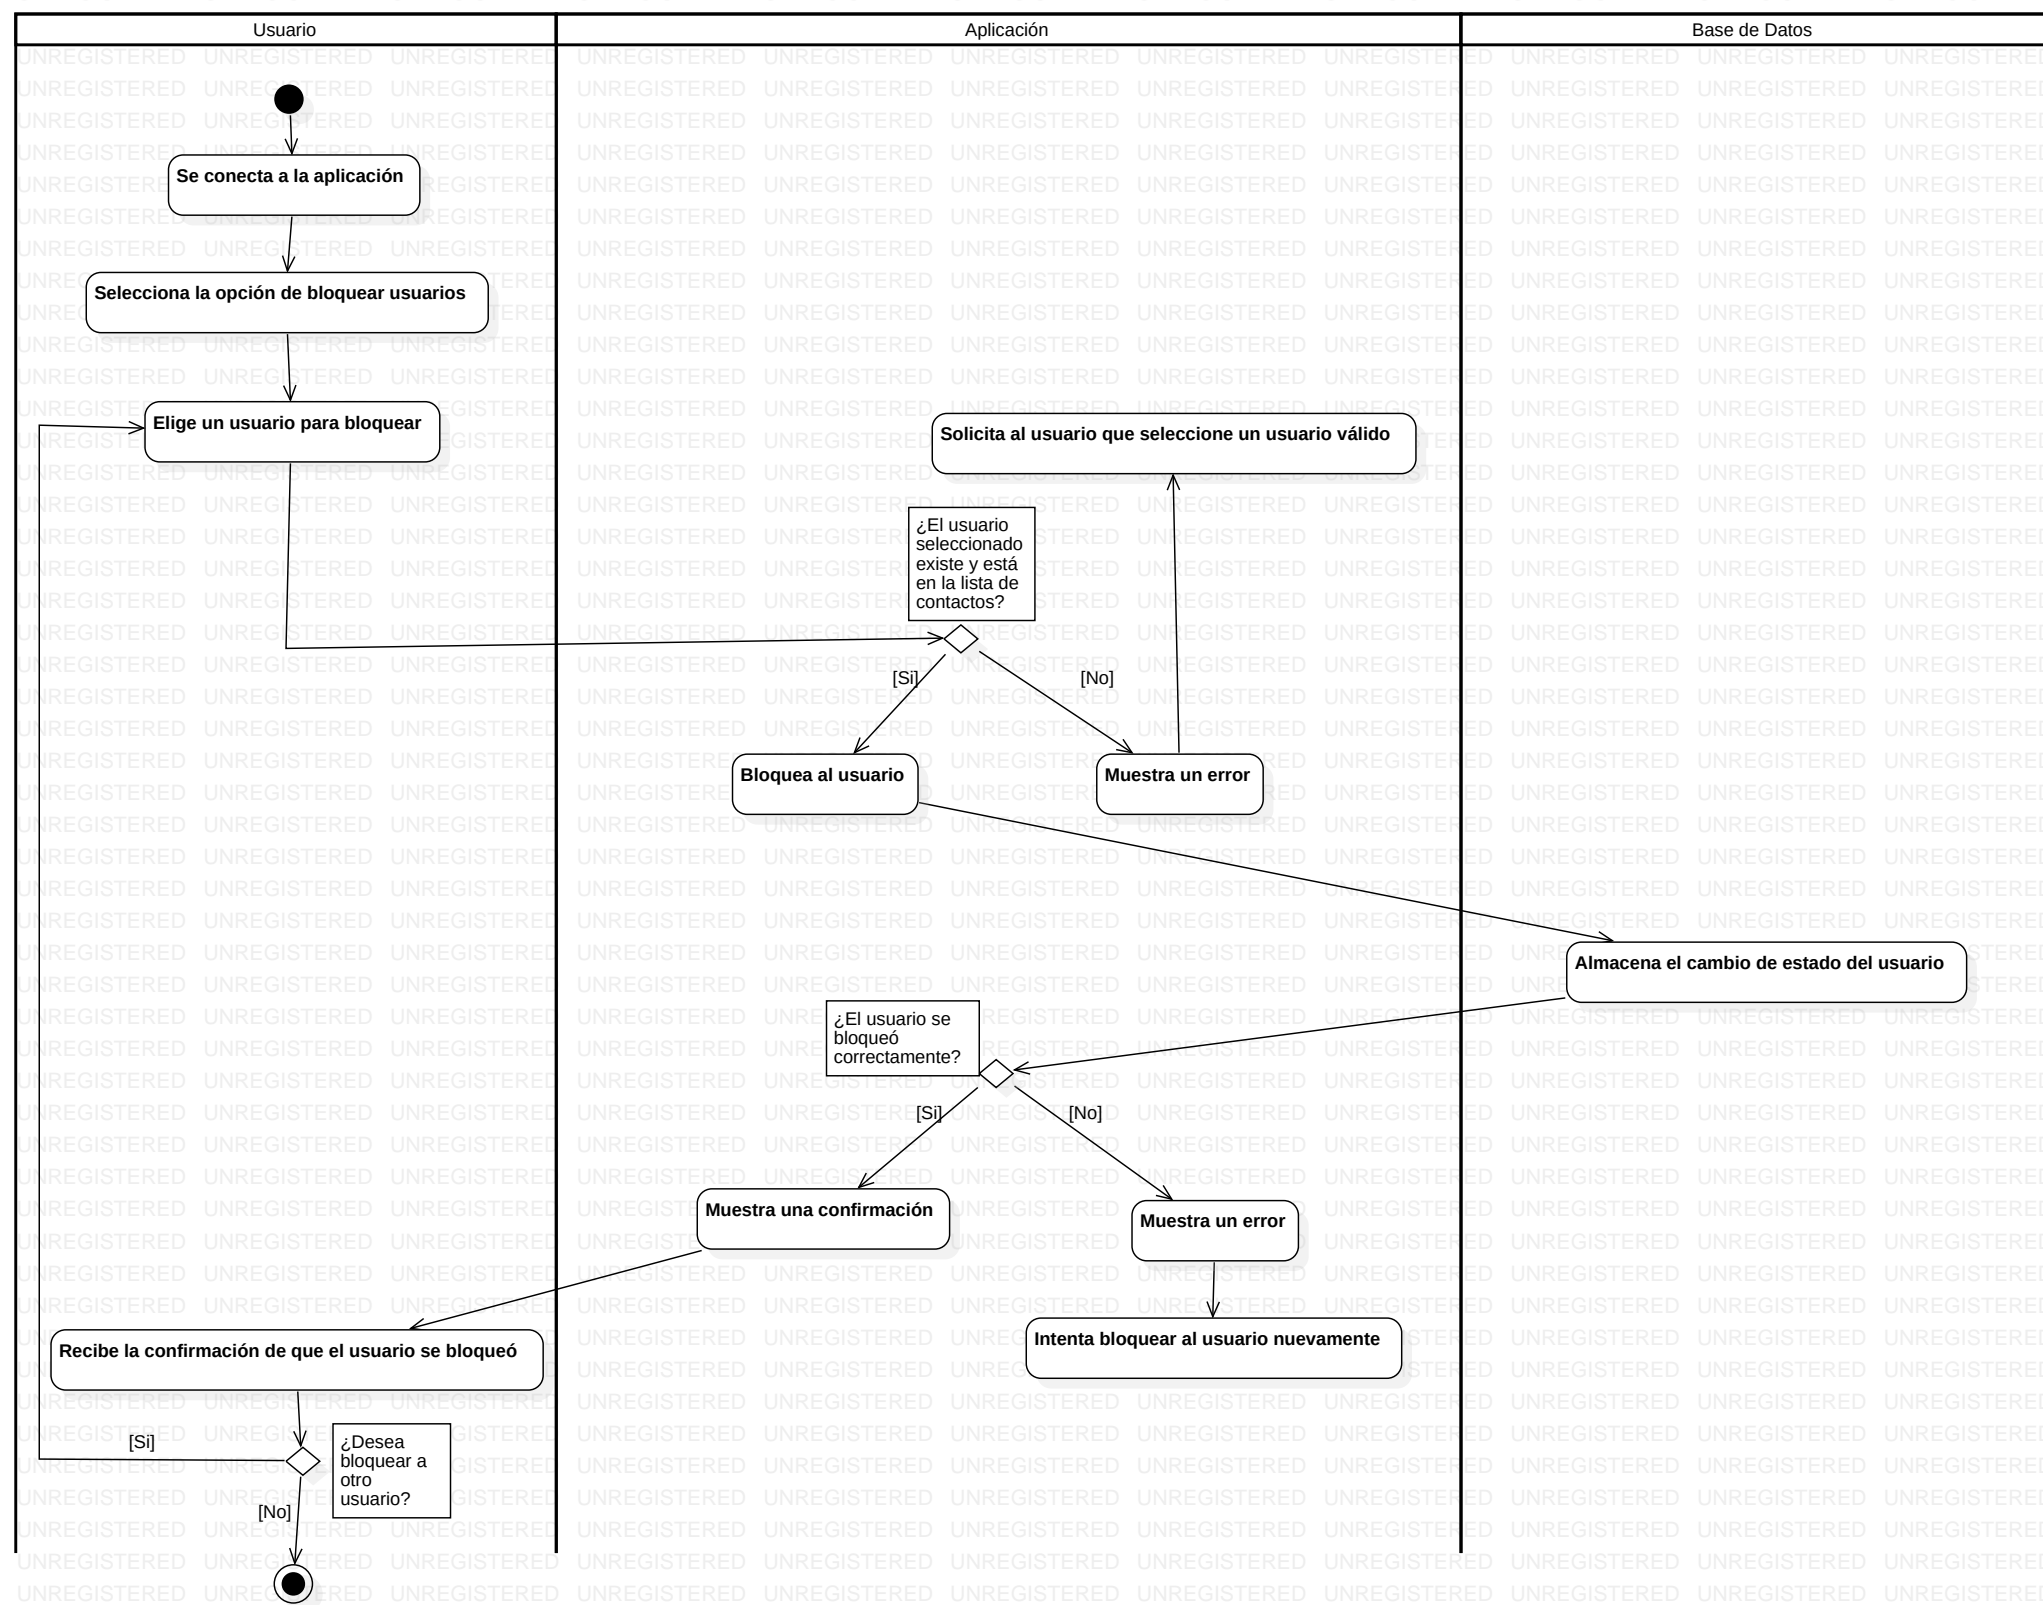 Usuario
Aplicación
Base de Datos
Se conecta a la aplicación
Selecciona la opción de bloquear usuarios
Elige un usuario para bloquear
Solicita al usuario que seleccione un usuario válido
¿El usuario
seleccionado
existe y está
en la lista de
contactos?
[Si]
[No]
Bloquea al usuario
Muestra un error
Almacena el cambio de estado del usuario
¿El usuario se
bloqueó
correctamente?
[Si]
[No]
Muestra una confirmación
Muestra un error
Intenta bloquear al usuario nuevamente
Recibe la confirmación de que el usuario se bloqueó
[Si]
¿Desea
bloquear a
otro
usuario?
[No]
UNREGISTERED